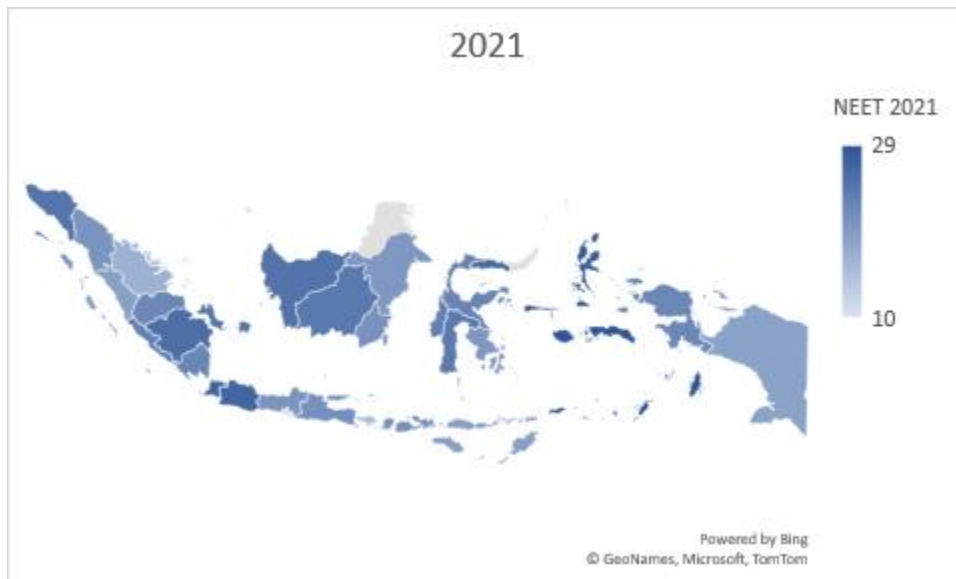 2021
NEET 2021
29
10
Powered by Bing
© GeoNames, Microsoft, TomTom